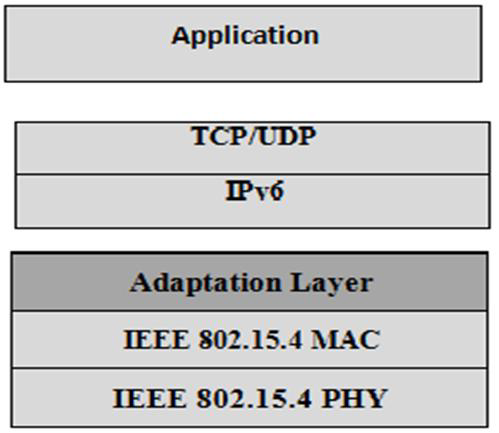 Application
TCP/UDP
IPv6
Adaptation Layer
IEEE 802.15.4 MAC
IEEE 802.15.4 PHY